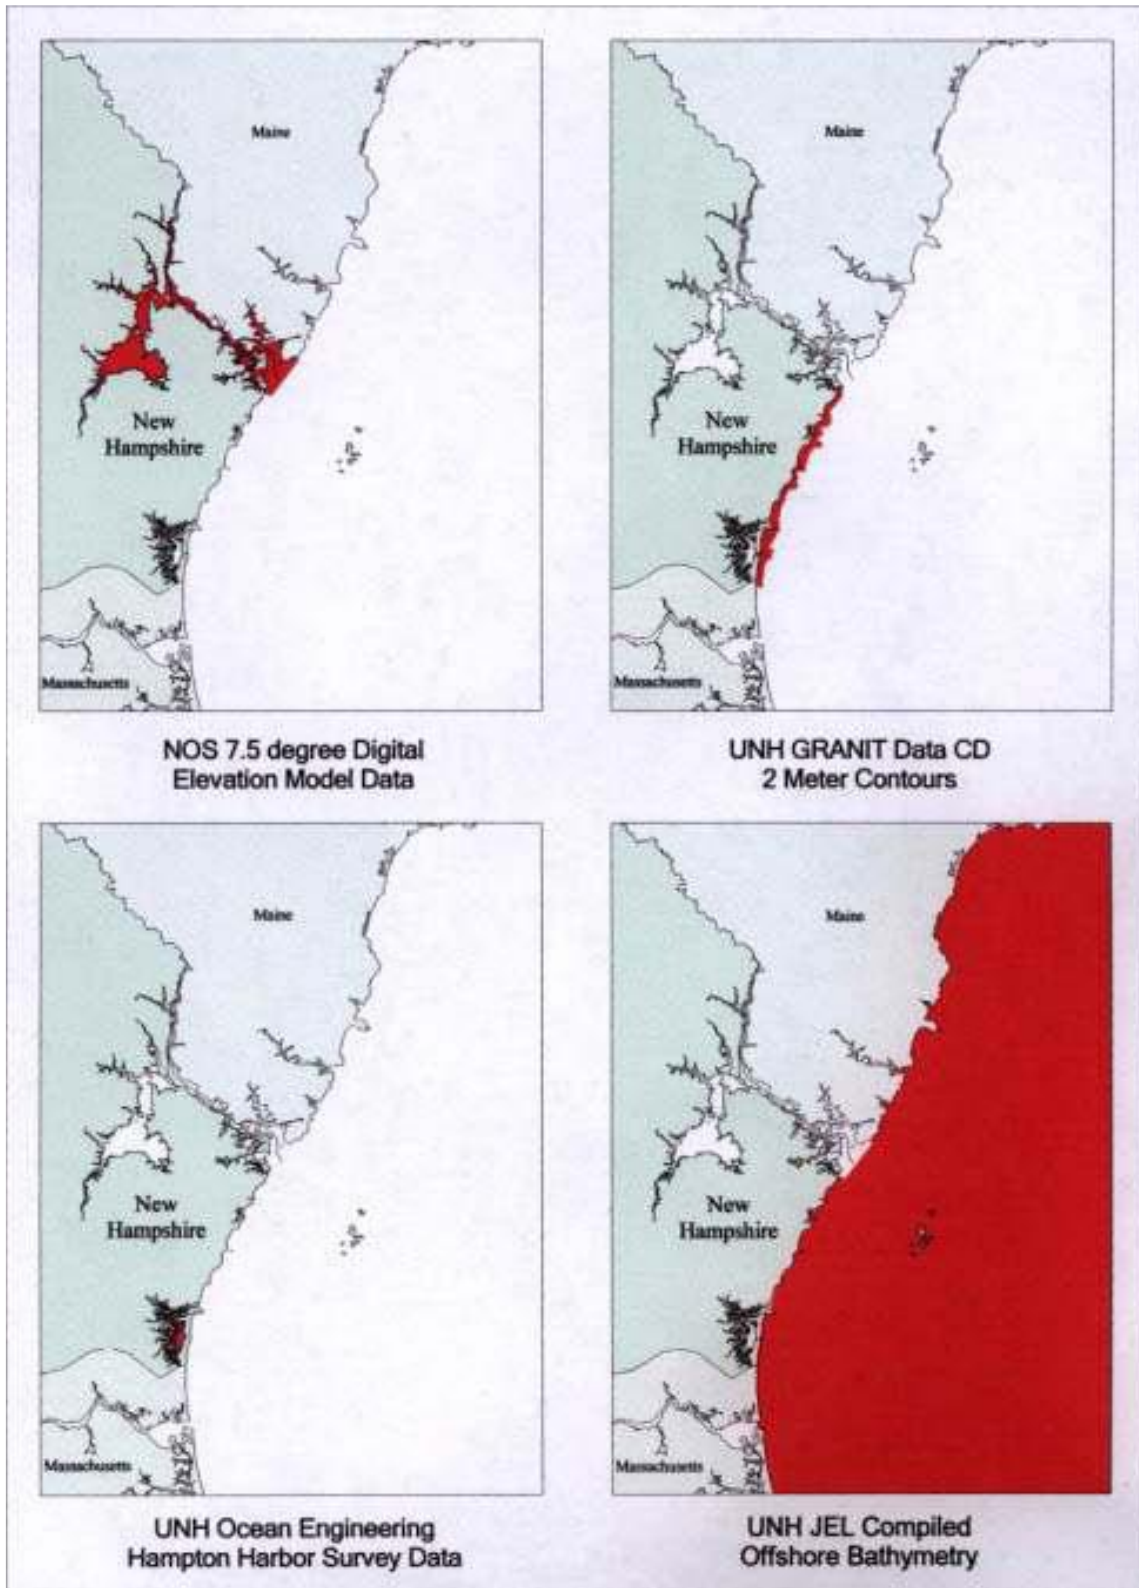 Maine
New
Hampshire
Massachusetts
NOS 7.5 degree Digital
Elevation Model Data
Maine
New
Hampshire
Massachusetts
UNH GRANIT Data CD
2 Meter Contours
Maine
New
Hampshire
Massachusetts
UNH Ocean Engineering
Hampton Harbor Survey Data
Maine
New
Hampshire
Massachusetts
UNH JEL Compiled
Offshore Bathymetry